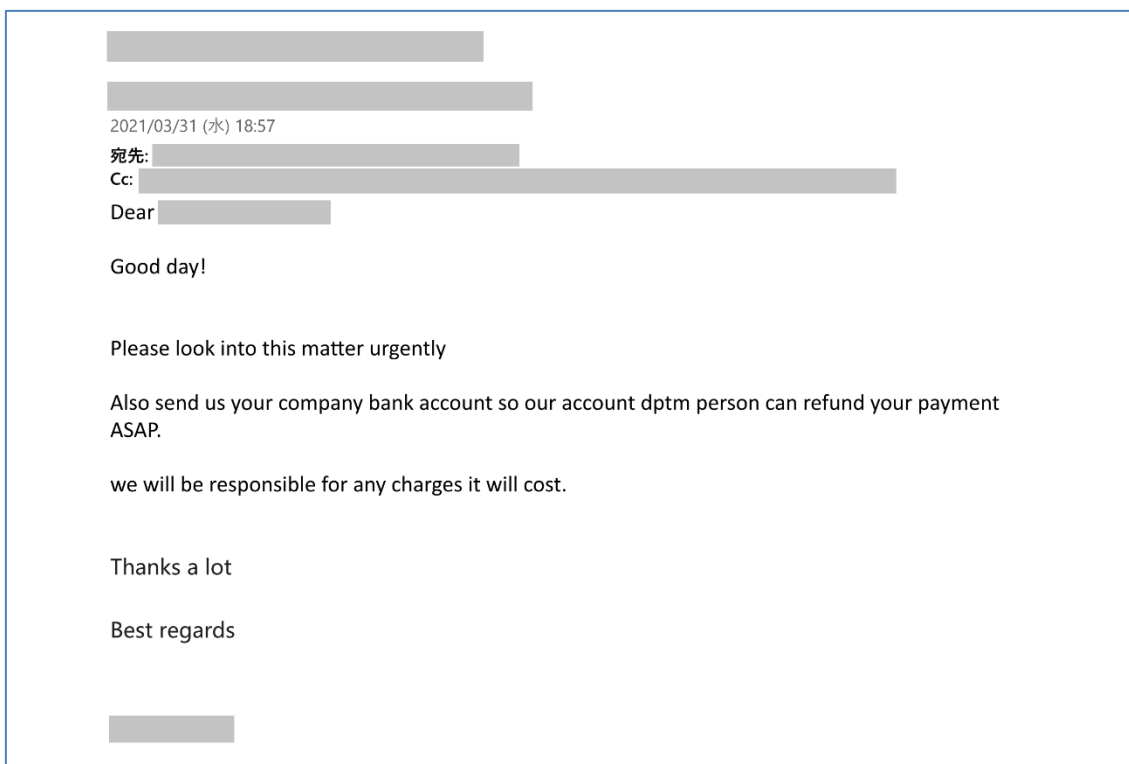 2021/03/31 (水) 18:57
宛先:
Cc:
Dear
Good day!
Please look into this matter urgently
Also send us your company bank account so our account dptm person can refund your payment
ASAP.
we will be responsible for any charges it will cost.
Thanks a lot
Best regards